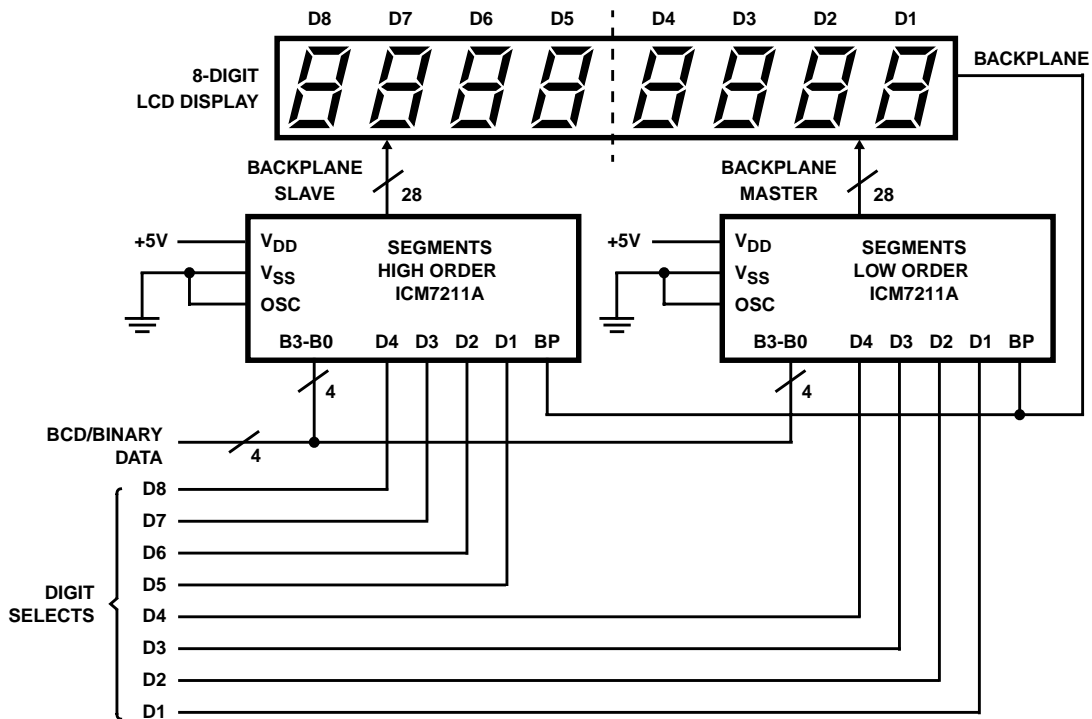 D8 D7 D6 D5 D4 D3 D2 D1
BACKPLANE
8-DIGIT
LCD DISPLAY
BACKPLANE
SLAVE
28
BACKPLANE
MASTER
28
+5V
VDD
VSS
OSC
SEGMENTS
HIGH ORDER
ICM7211A
B3-B0 D4 D3 D2 D1 BP
4
+5V
VDD
VSS
OSC
SEGMENTS
LOW ORDER
ICM7211A
B3-B0 D4 D3 D2 D1 BP
4
BCD/BINARY
DATA
4
DIGIT
SELECTS
D8
D7
D6
D5
D4
D3
D2
D1